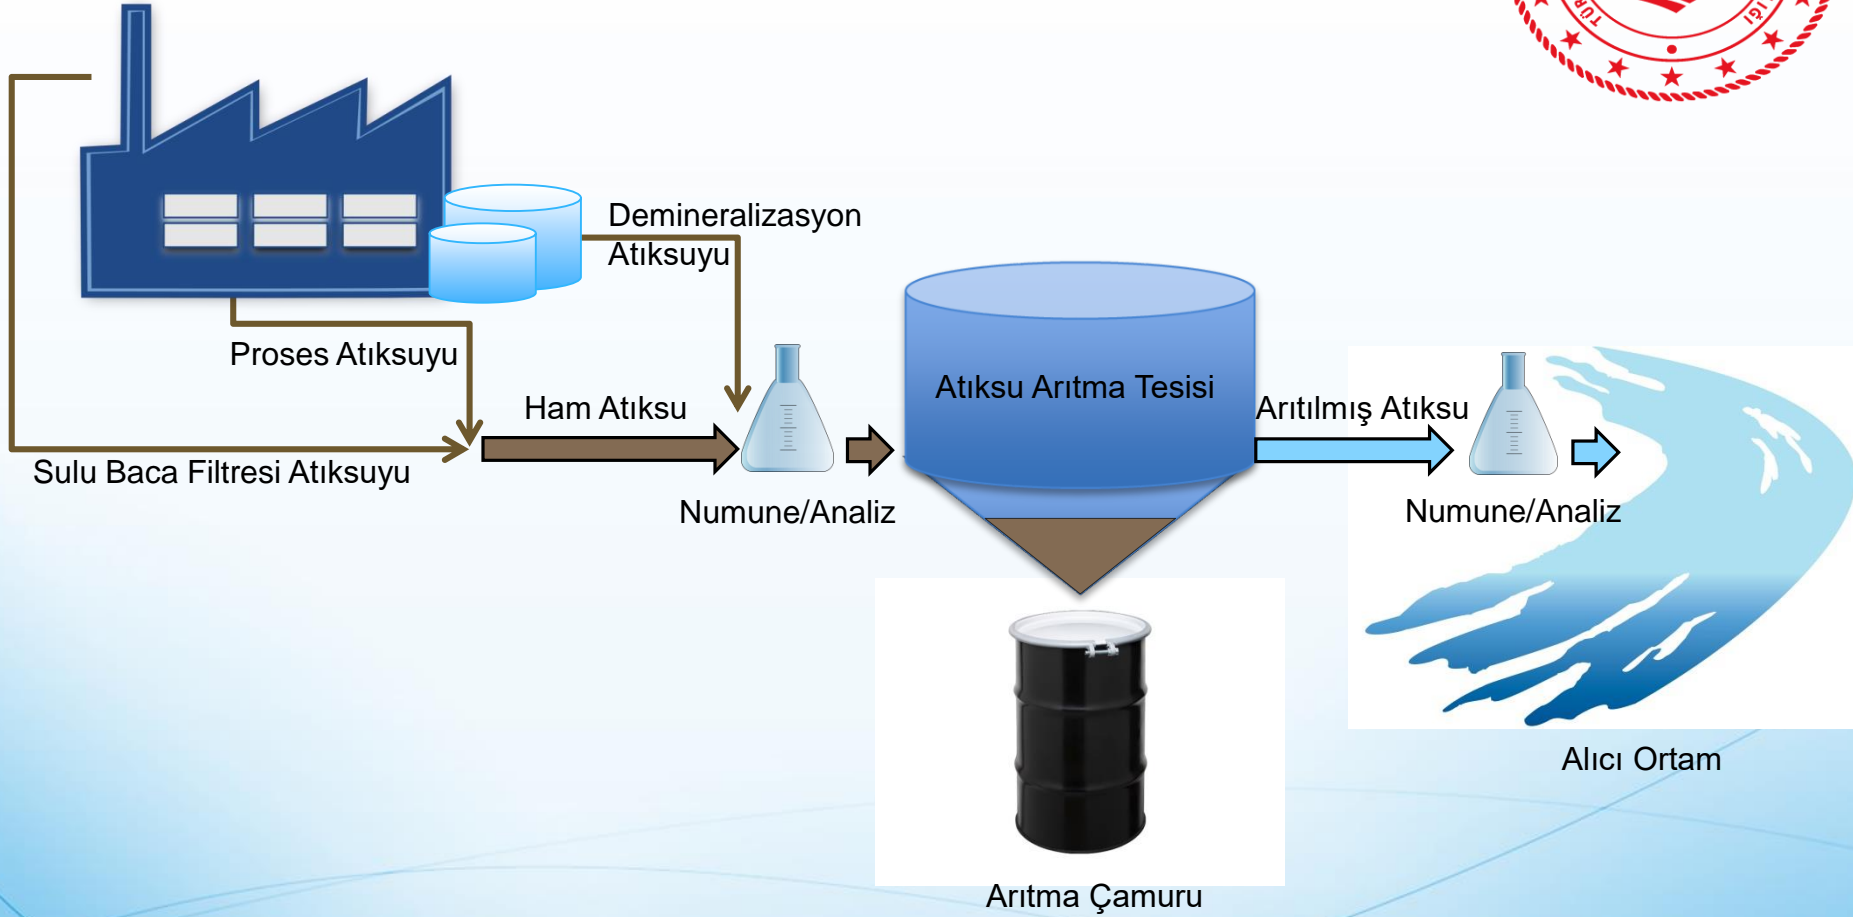 Demineralizasyon
Atıksuyu
Proses Atıksuyu
Ham Atıksu
Atıksu Arıtma Tesisi
Arıtılmış Atıksu
Sulu Baca Filtresi Atıksuyu
Numune/Analiz
Numune/Analiz
Alıcı Ortam
Arıtma Çamuru